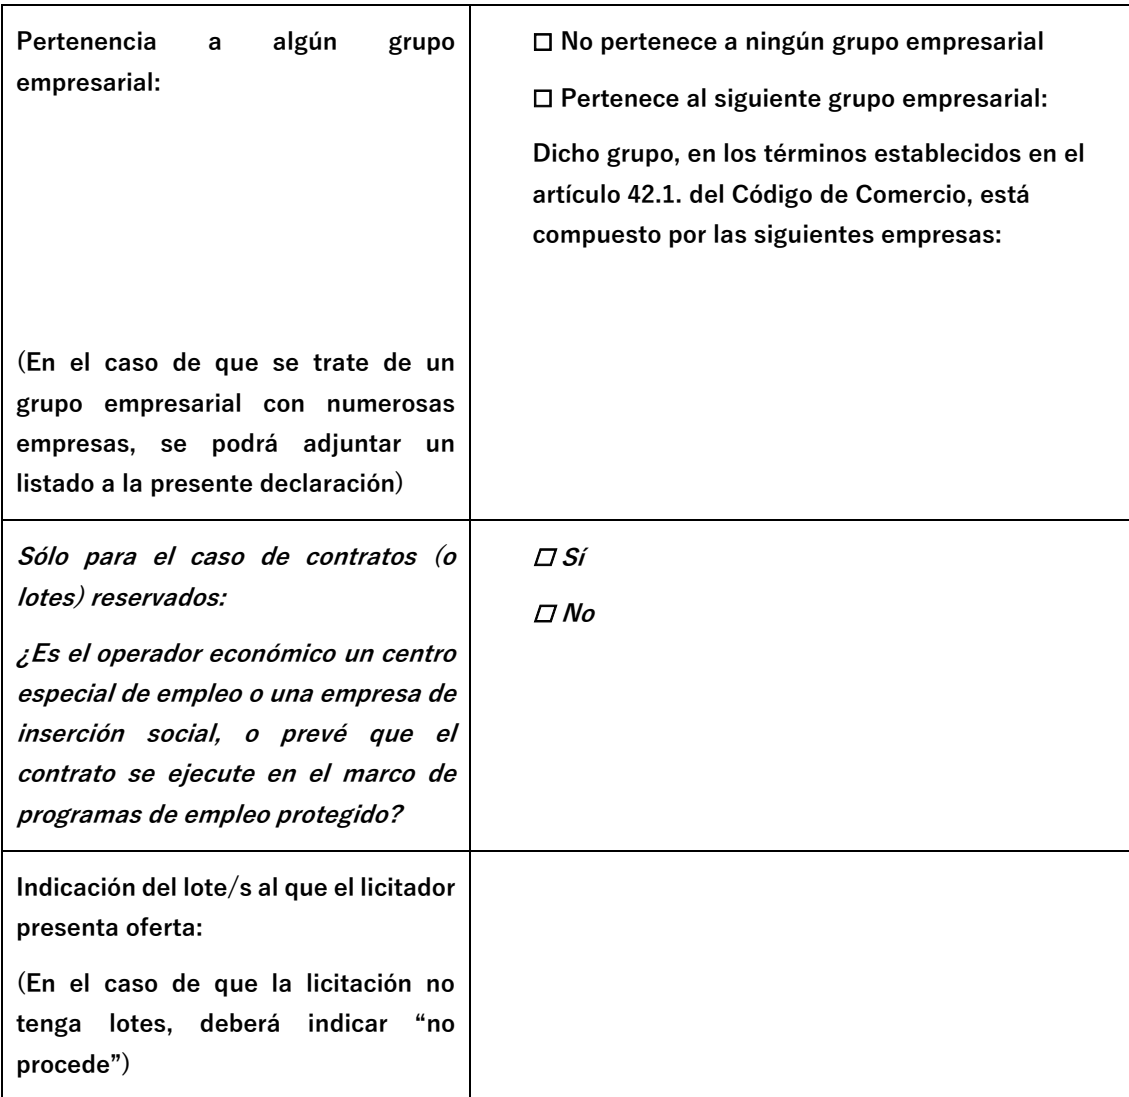 Pertenencia a algún grupo
empresarial:
(En el caso de que se trate de un
grupo empresarial con numerosas
empresas, se podrá adjuntar un
listado a la presente declaración)
☐ No pertenece a ningún grupo empresarial
☐ Pertenece al siguiente grupo empresarial:
Dicho grupo, en los términos establecidos en el
artículo 42.1. del Código de Comercio, está
compuesto por las siguientes empresas:
Sólo para el caso de contratos (o
lotes) reservados:
¿Es el operador económico un centro
especial de empleo o una empresa de
inserción social, o prevé que el
contrato se ejecute en el marco de
programas de empleo protegido?
☐ Sí
☐ No
Indicación del lote/s al que el licitador
presenta oferta:
(En el caso de que la licitación no
tenga lotes, deberá indicar “no
procede”)